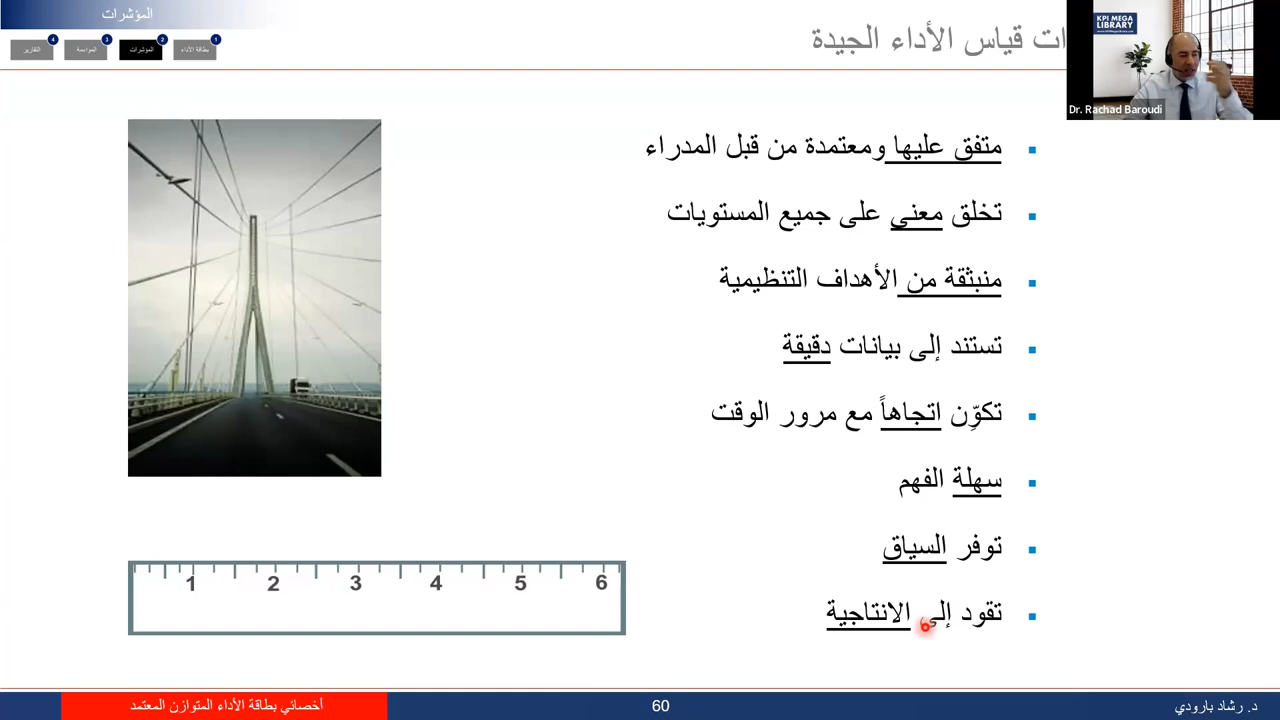 المؤشرات
1 بطاقة الأداء
2 المؤشرات
3 المواءمة
4 التقارير
قياس الأداء الجيدة
KPI MEGA
LIBRARY
Dr. Rachad Baroudi
متفق عليها ومعتمدة من قبل المدراء
تخلق معنى على جميع المستويات
منبثقة من الأهداف التنظيمية
تستند إلى بيانات دقيقة
تكوِّن اتجاهاً مع مرور الوقت
سهلة الفهم
توفر السياق
تقود إلى الانتاجية
1 2 3 4 5 6
د. رشاد بارودي
60
أخصائي بطاقة الأداء المتوازن المعتمد